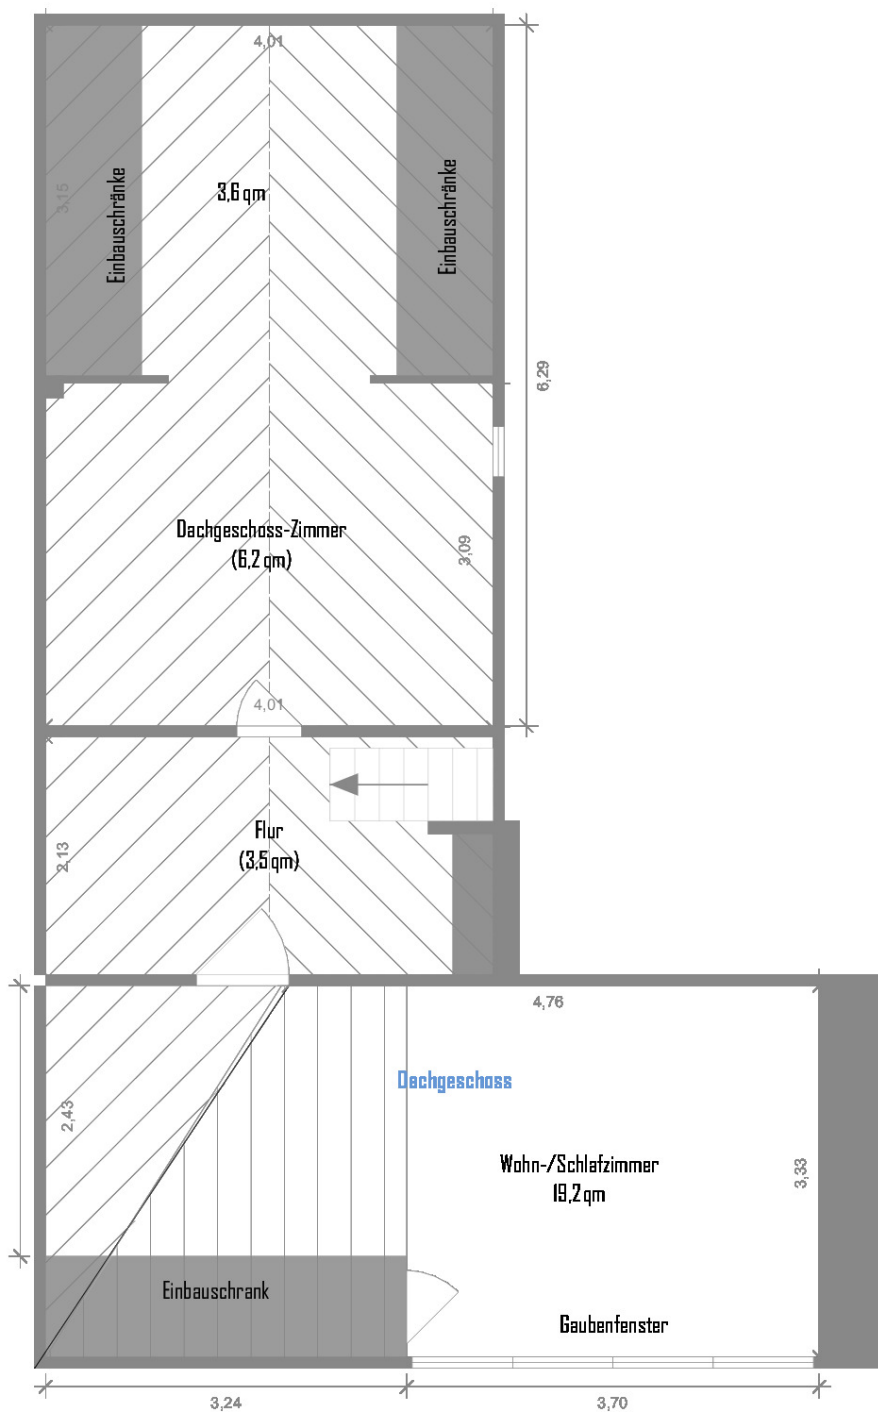 4,01
Einbauschränke
3,15
3,6 qm
Einbauschränke
6,29
Dachgeschoss-Zimmer
(6,2 qm)
3,09
4,01
Flur
(3,5 qm)
2,13
4,76
Dachgeschoss
2,43
Wohn-/Schlafzimmer
19,2 qm
3,33
Einbauschrank
Gaubenfenster
3,24
3,70